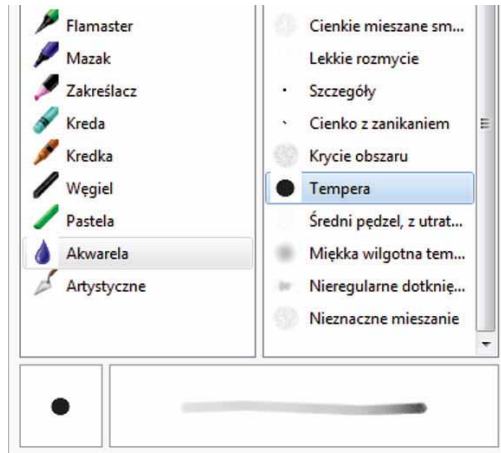 Flamaster
Mazak
Zakreślacz
Kreda
Kredka
Węgiel
Pastela
Akwarela
Artystyczne
Cienkie mieszane sm...
Lekkie rozmycie
Szczegóły
Cienko z zanikaniem
Krycie obszaru
Tempera
Średni pędzel, z utrat...
Miękka wilgotna tem...
Nieregularne dotknię...
Nieznaczne mieszanie